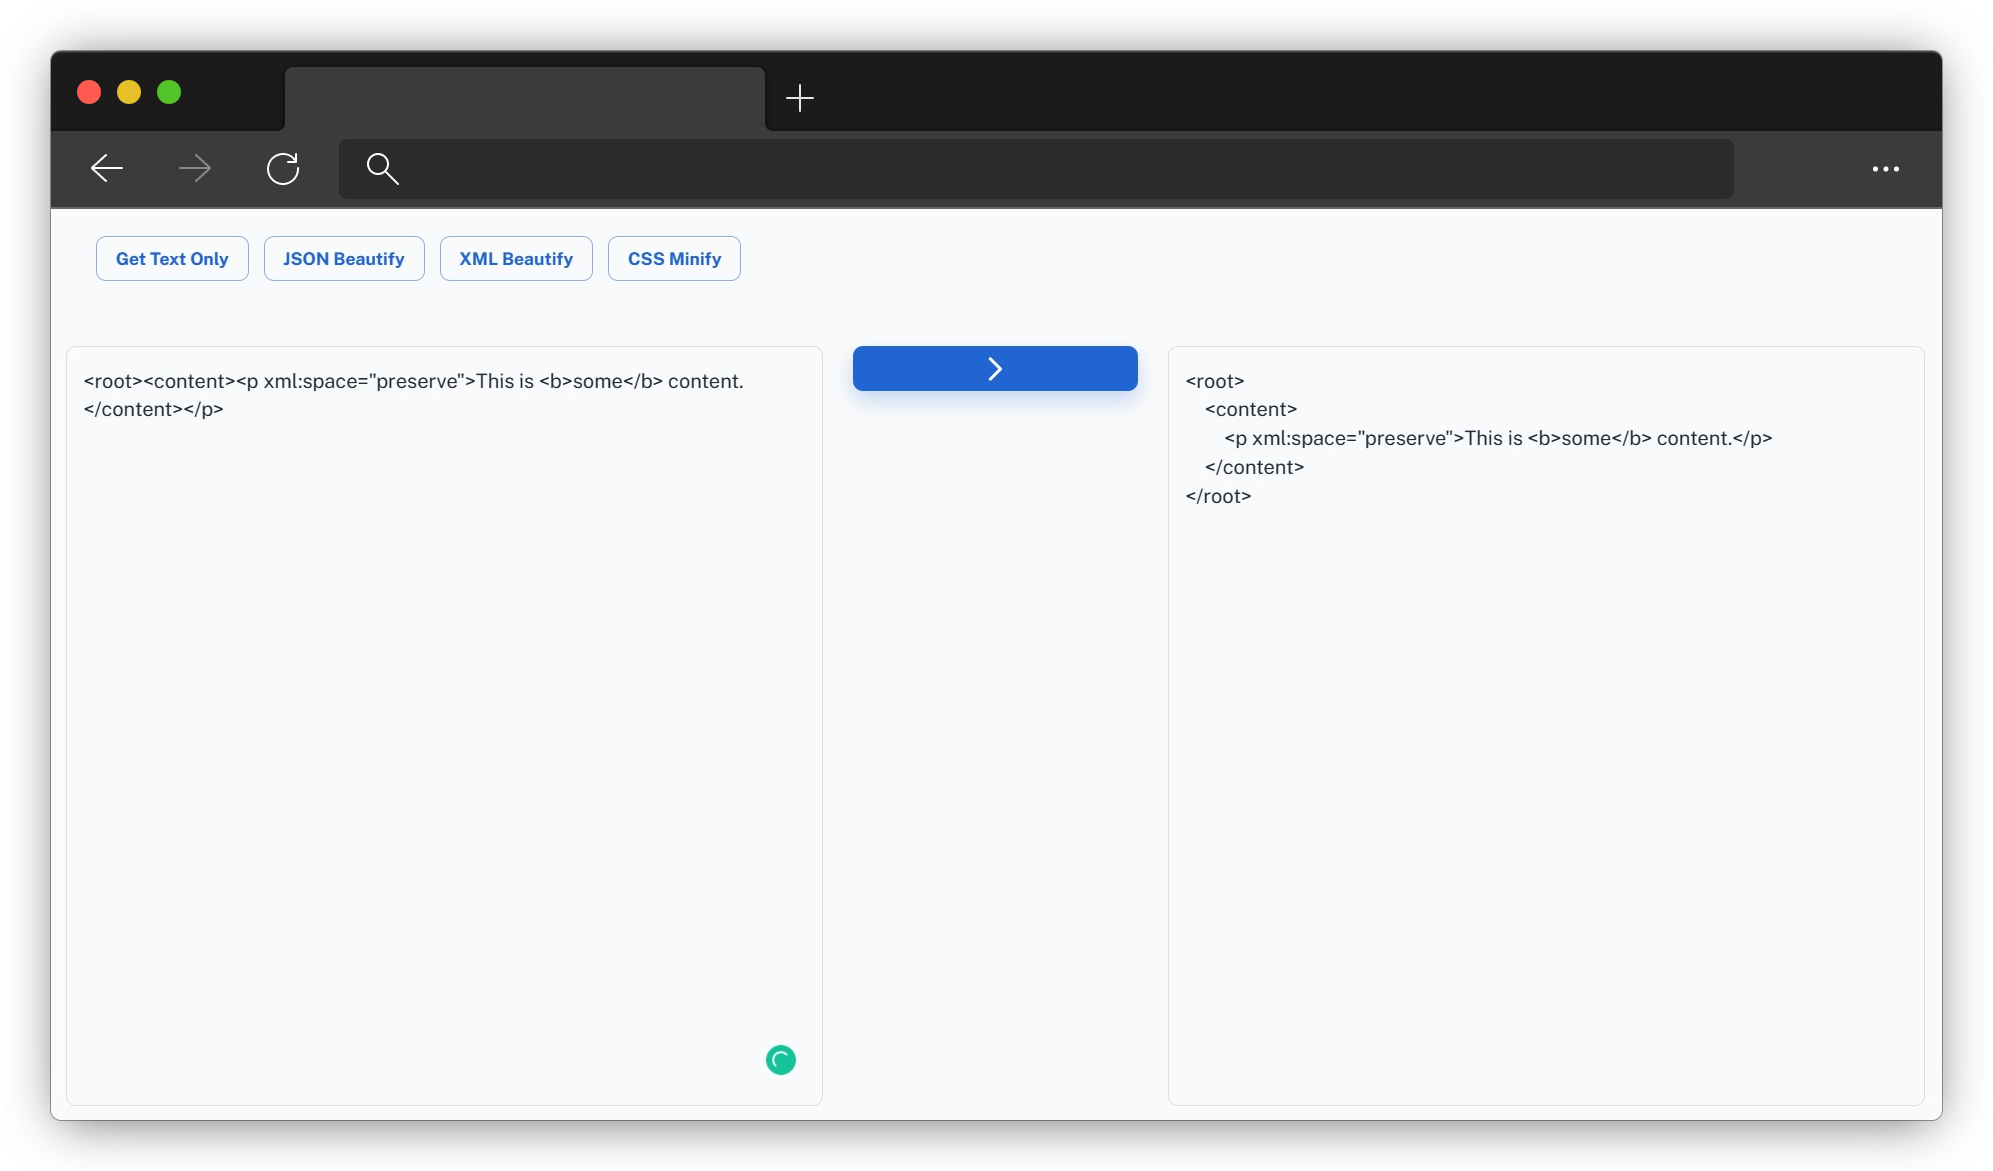 Get Text Only
JSON Beautify
XML Beautify
CSS Minify
<root><content><p xml:space="preserve">This is <b>some</b> content.
</content></p>
<root>
<content>
<p xml:space="preserve">This is <b>some</b> content.</p>
</content>
</root>